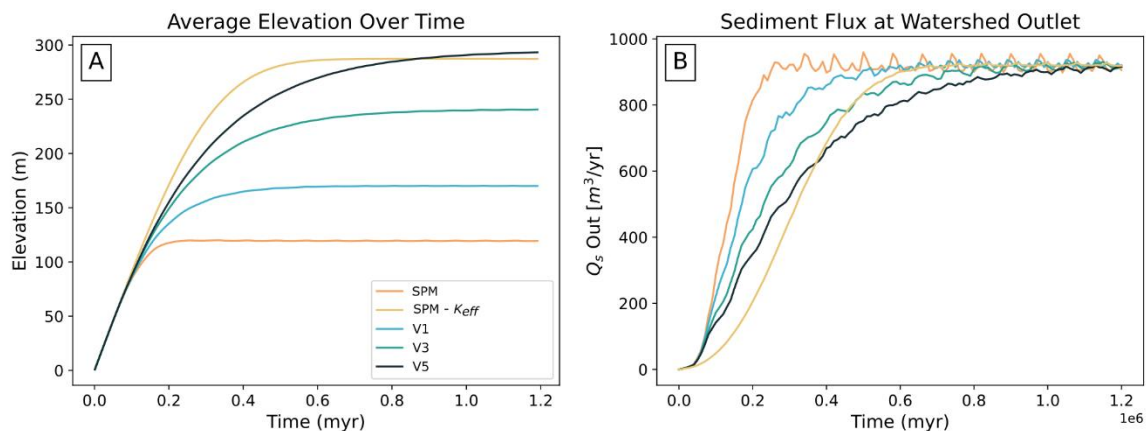 Average Elevation Over Time
A
Elevation (m)
300
250
200
150
100
50
0
SPM
SPM - K_eff
V1
V3
V5
0.0 0.2 0.4 0.6 0.8 1.0 1.2
Time (myr)
Sediment Flux at Watershed Outlet
B
Q_s Out [m^3/yr]
1000
800
600
400
200
0
0.0 0.2 0.4 0.6 0.8 1.0 1.2
1e6
Time (myr)